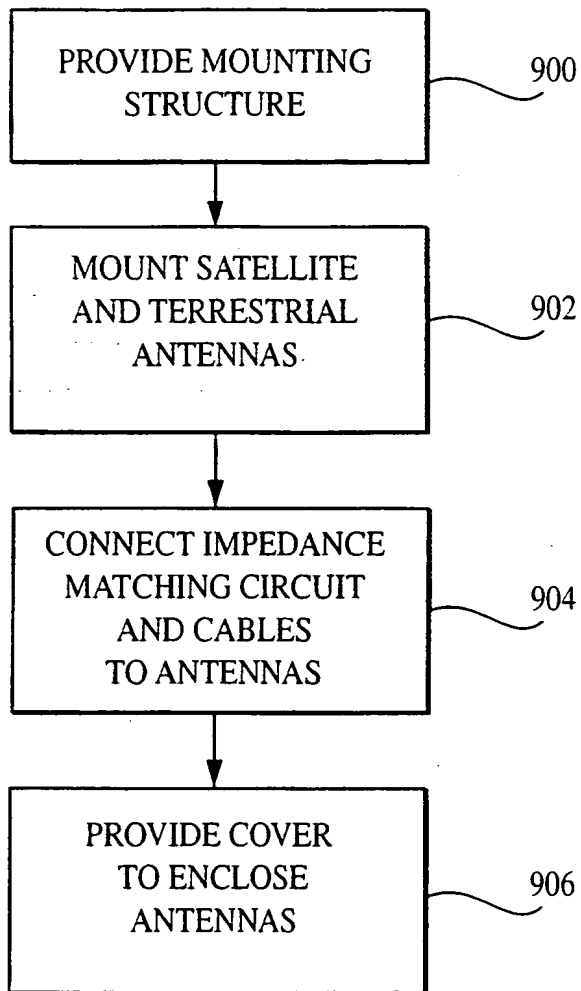 PROVIDE MOUNTING
STRUCTURE
900
MOUNT SATELLITE
AND TERRESTRIAL
ANTENNAS
902
CONNECT IMPEDANCE
MATCHING CIRCUIT
AND CABLES
TO ANTENNAS
904
PROVIDE COVER
TO ENCLOSE
ANTENNAS
906